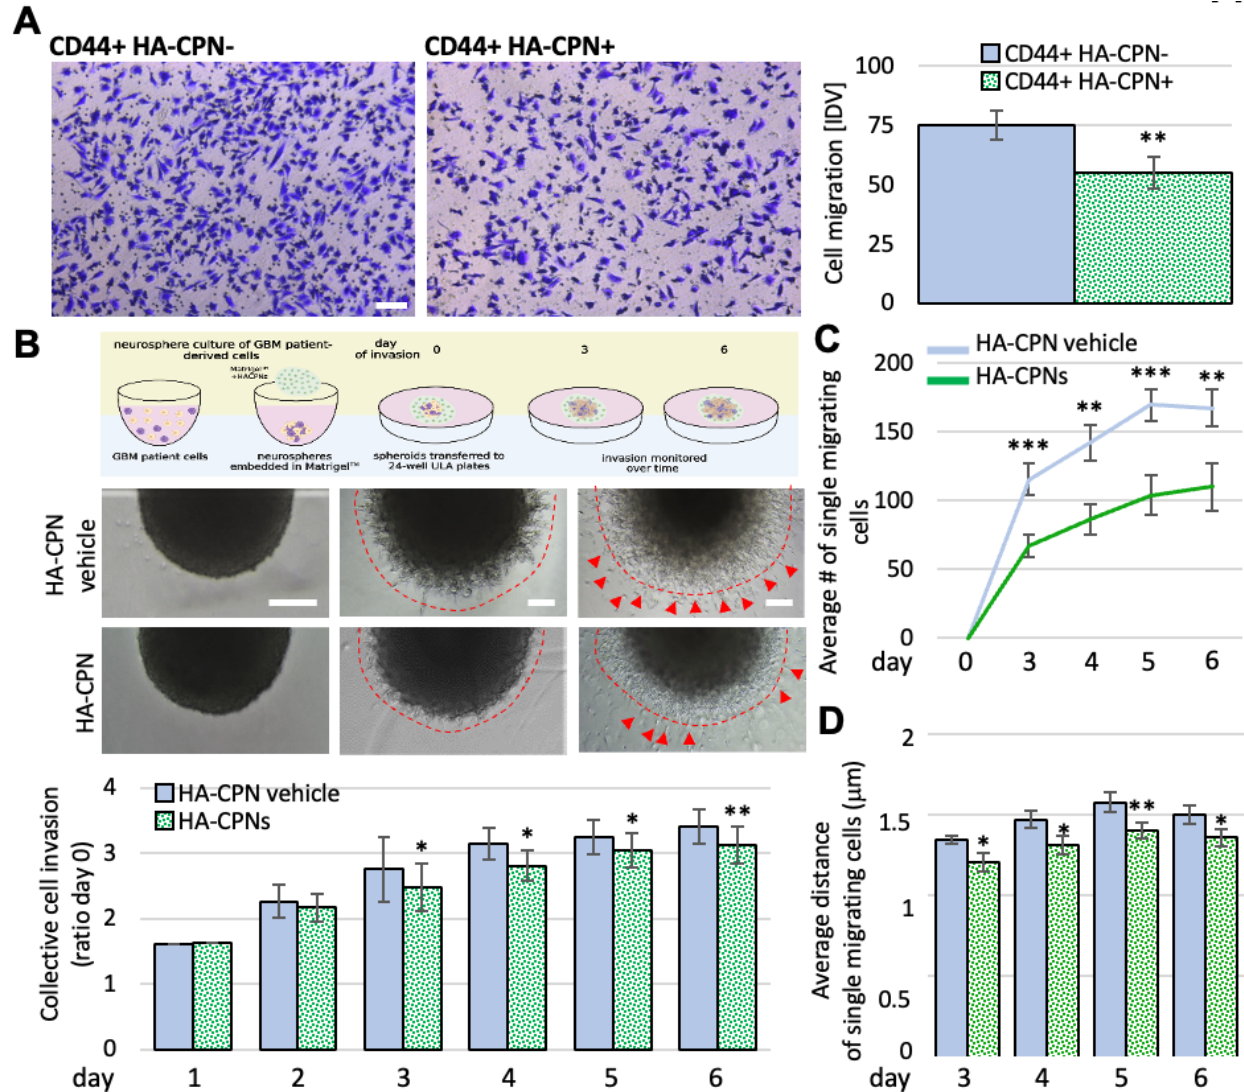 A
CD44+ HA-CPN-
CD44+ HA-CPN+
CD44+ HA-CPN-
CD44+ HA-CPN+
Cell migration [IDV]
100
75
50
25
0
**
B
neurosphere culture of GBM patient-
derived cells
day
of invasion
0
3
6
Matrigel™
+HACPNs
GBM patient cells
neurospheres
embedded in Matrigel™
spheroids transferred to
24-well ULA plates
invasion monitored
over time
HA-CPN
vehicle
HA-CPN
Collective cell invasion
(ratio day 0)
HA-CPN vehicle
HA-CPNs
4
3
2
1
0
*
*
*
**
day
1
2
3
4
5
6
C
HA-CPN vehicle
HA-CPNs
Average # of single migrating
cells
200
150
100
50
0
***
**
***
**
day
0
3
4
5
6
D
Average distance
of single migrating cells (μm)
2
1.5
1
0.5
0
*
*
**
*
day
3
4
5
6